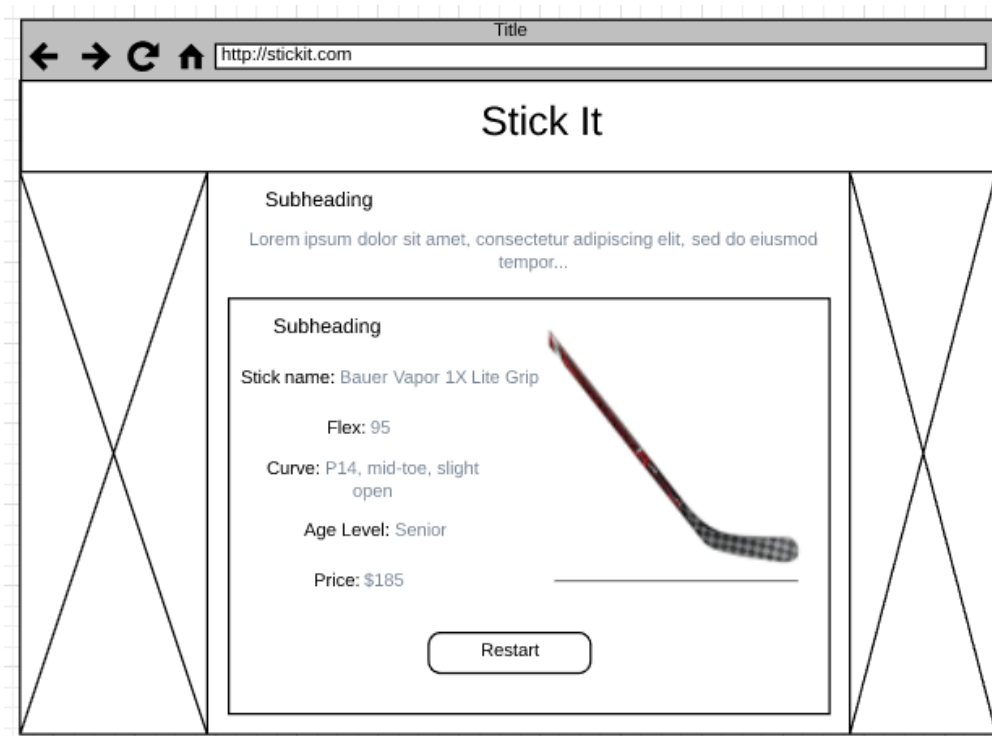 Title
http://stickit.com
Stick It
Subheading
Lorem ipsum dolor sit amet, consectetur adipiscing elit, sed do eiusmod
tempor...
Subheading
Stick name: Bauer Vapor 1X Lite Grip
Flex: 95
Curve: P14, mid-toe, slight
open
Age Level: Senior
Price: $185
Restart